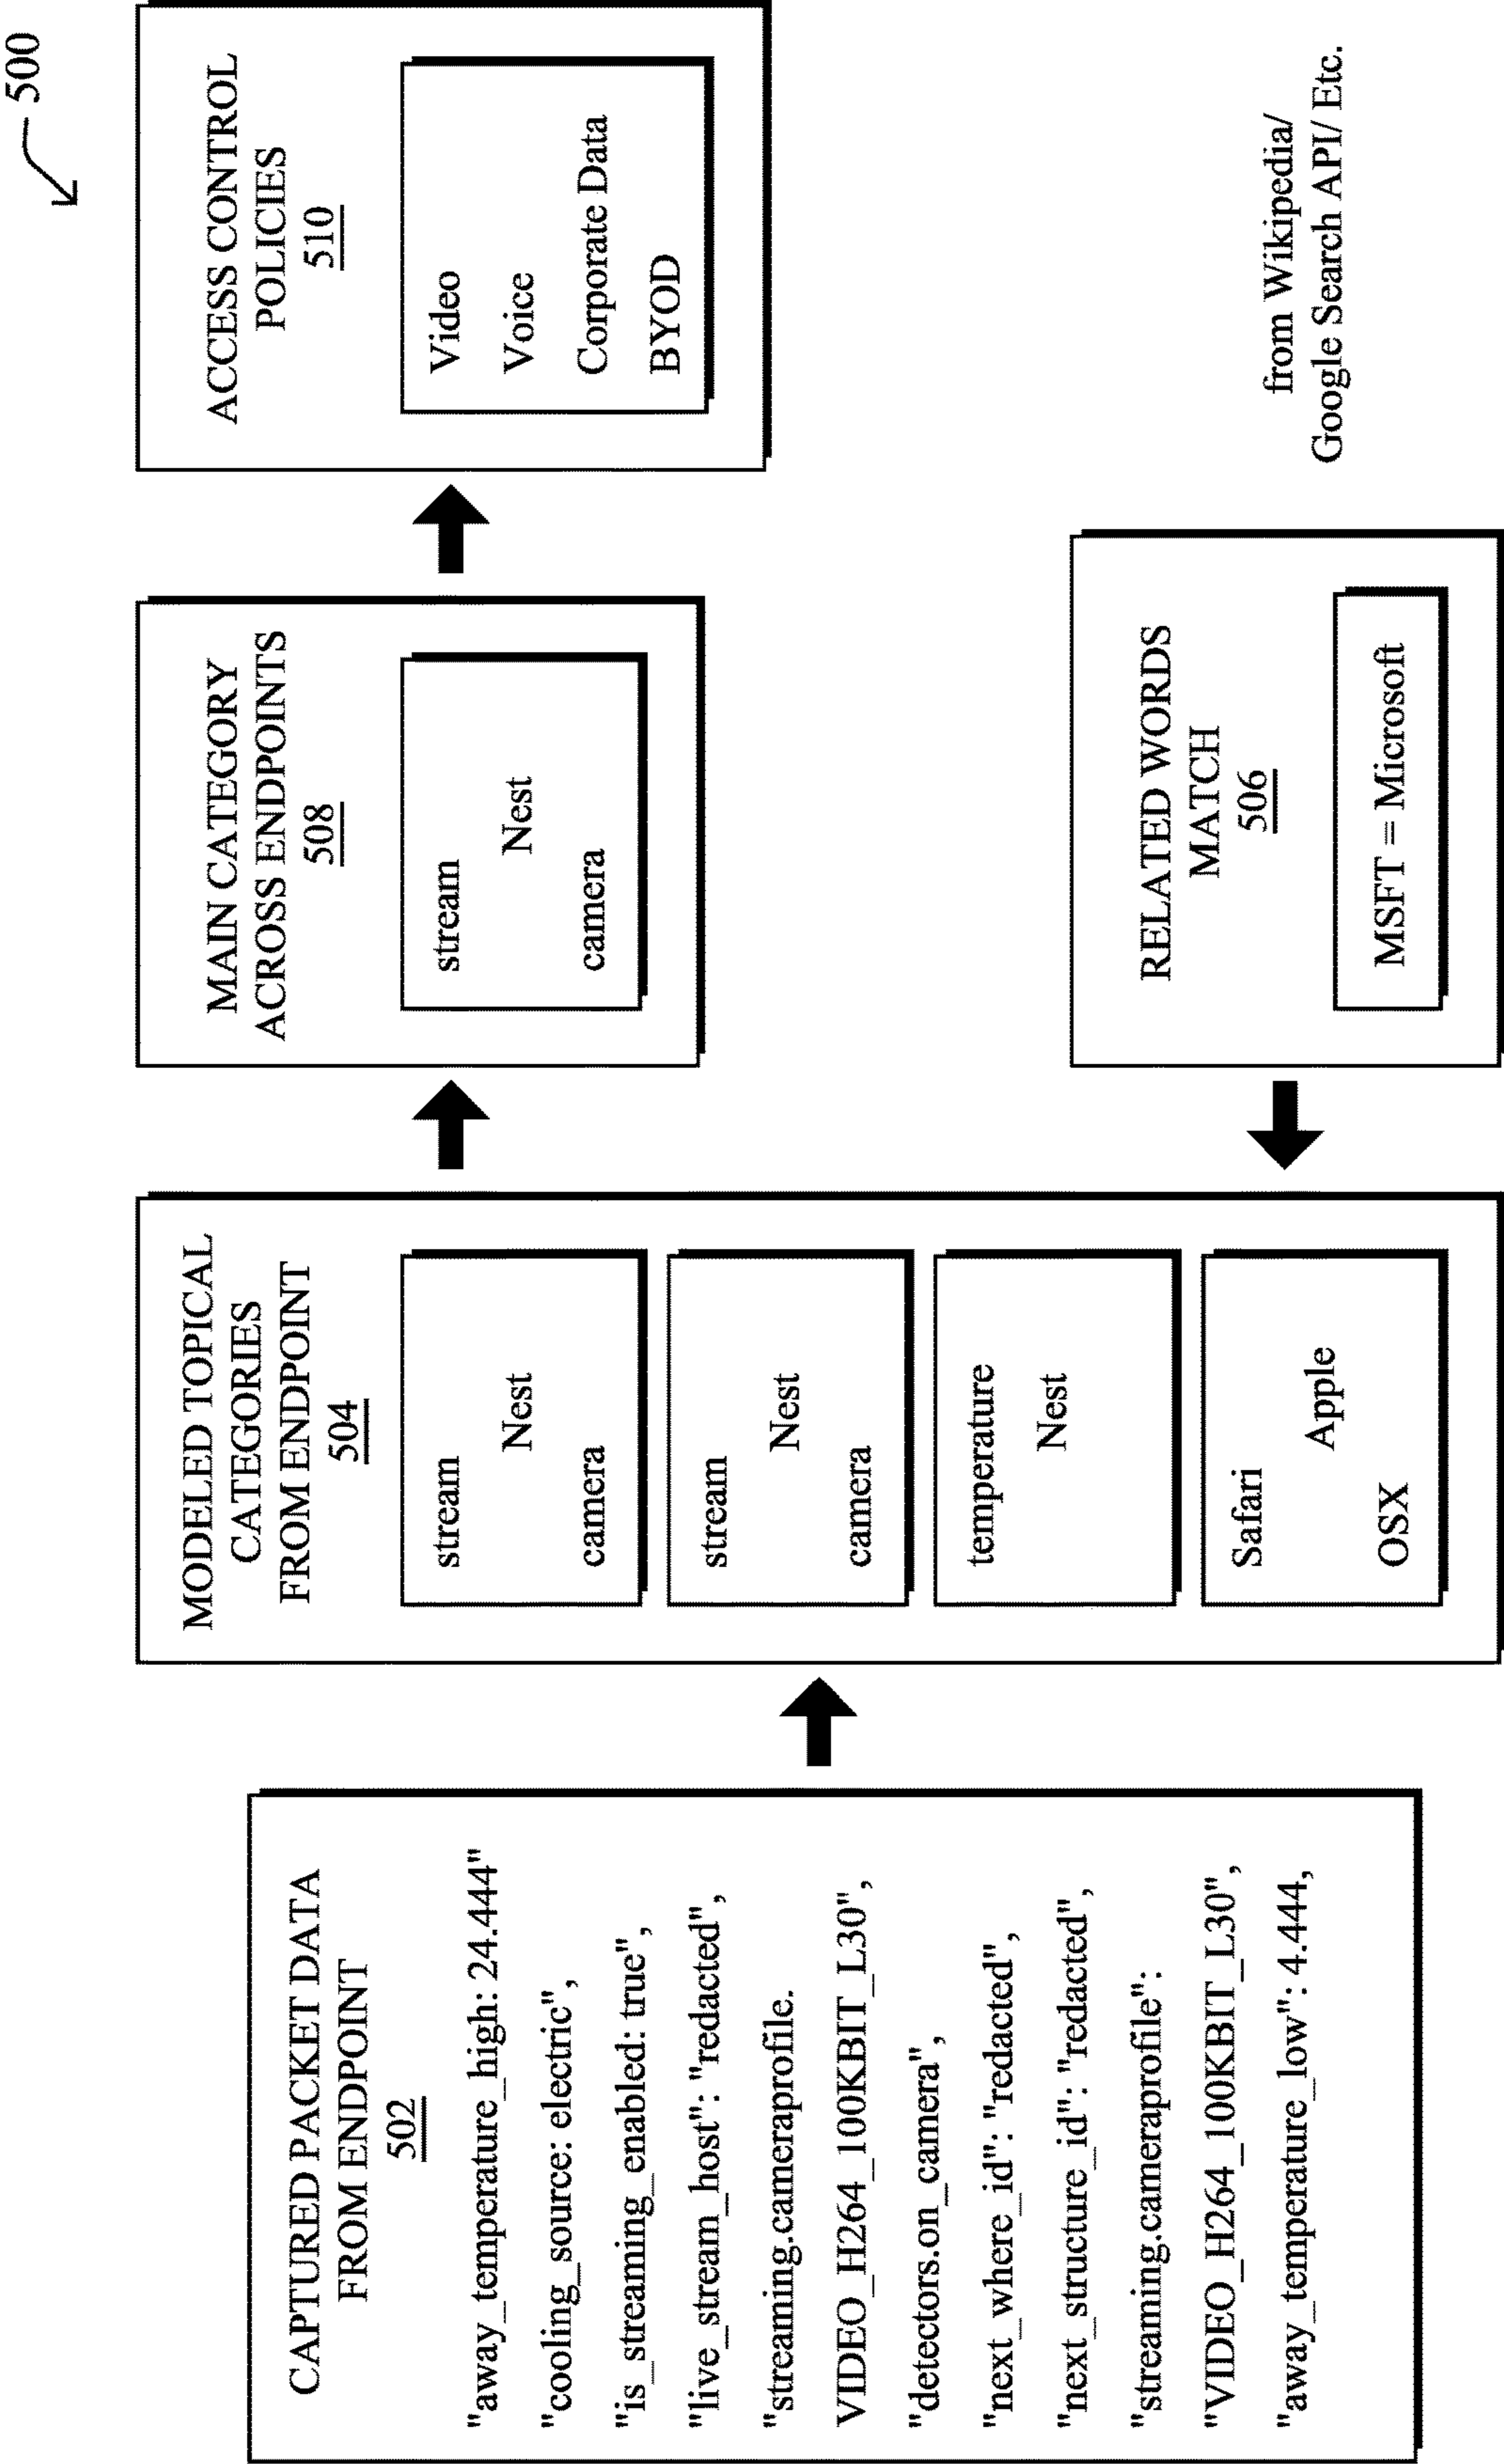 500
CAPTURED PACKET DATA
FROM ENDPOINT
502
"away_temperature_high: 24.444"
"cooling_source: electric",
"is_streaming_enabled: true",
"live_stream_host": "redacted",
"streaming.cameraprofile.
VIDEO_H264_100KBIT_L30",
"detectors.on_camera",
"next_where_id": "redacted",
"next_structure_id": "redacted",
"streaming.cameraprofile":
"VIDEO_H264_100KBIT_L30",
"away_temperature_low": 4.444,
MODELED TOPICAL
CATEGORIES
FROM ENDPOINT
504
stream
Nest
camera
stream
Nest
camera
temperature
Nest
Safari
Apple
OSX
MAIN CATEGORY
ACROSS ENDPOINTS
508
stream
Nest
camera
RELATED WORDS
MATCH
506
MSFT = Microsoft
ACCESS CONTROL
POLICIES
510
Video
Voice
Corporate Data
BYOD
from Wikipedia/
Google Search API/ Etc.